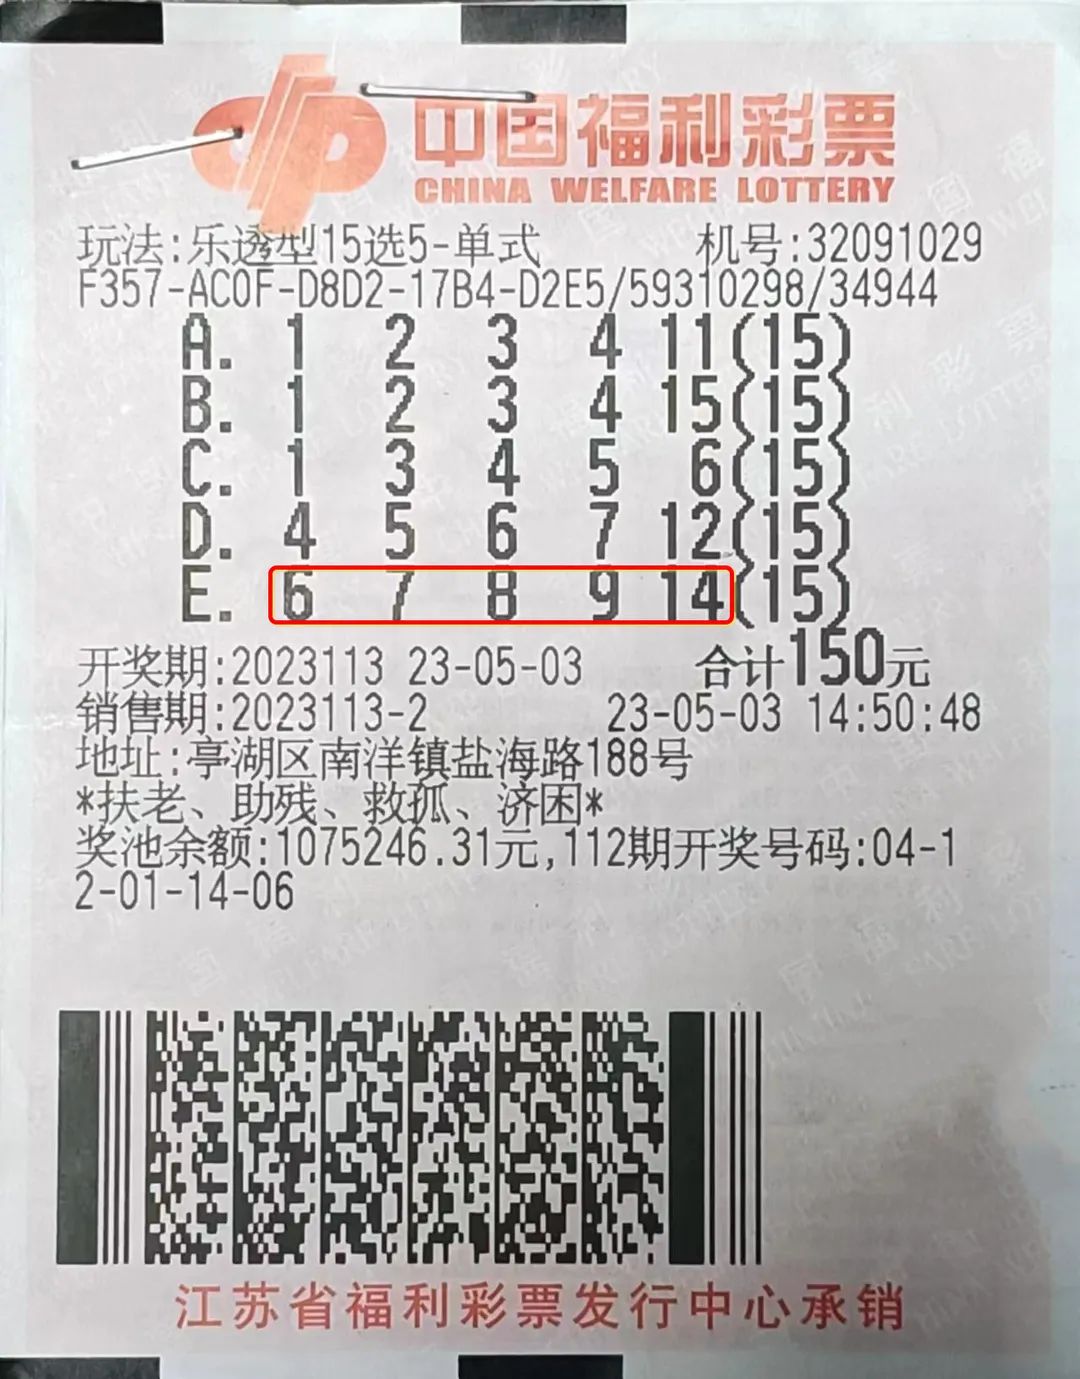 中国福利彩票
CHINA WELFARE LOTTERY
玩法:乐透型15选5-单式 机号:32091029
F357-AC0F-D8D2-17B4-D2E5/59310298/34944
A. 1 2 3 4 11(15)
B. 1 2 3 4 15(15)
C. 1 3 4 5 6(15)
D. 4 5 6 7 12(15)
E. 6 7 8 9 14(15)
开奖期:2023113 23-05-03 合计150元
销售期:2023113-2 23-05-03 14:50:48
地址:亭湖区南洋镇盐海路188号
*扶老、助残、救孤、济困*
奖池余额:1075246.31元,112期开奖号码:04-1
2-01-14-06
江苏省福利彩票发行中心承销